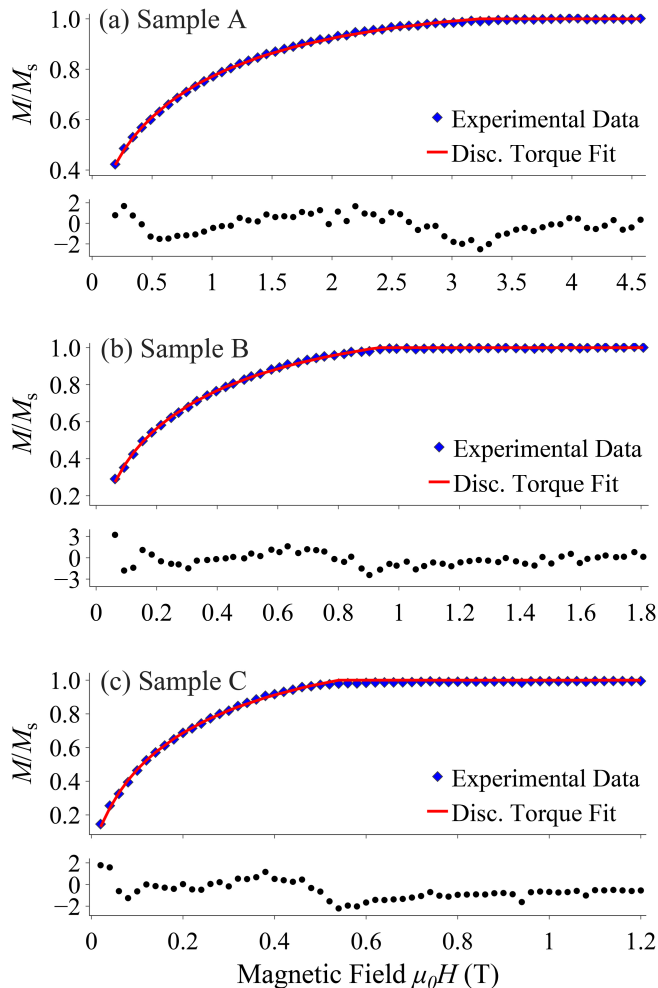 (a) Sample A
1.0
0.8
0.6
0.4
M/Ms
Experimental Data
Disc. Torque Fit
2
0
−2
0 0.5 1 1.5 2 2.5 3 3.5 4 4.5
(b) Sample B
1.0
0.8
0.6
0.4
0.2
M/Ms
Experimental Data
Disc. Torque Fit
3
0
−3
0 0.2 0.4 0.6 0.8 1 1.2 1.4 1.6 1.8
(c) Sample C
1.0
0.8
0.6
0.4
0.2
M/Ms
Experimental Data
Disc. Torque Fit
2
0
−2
0 0.2 0.4 0.6 0.8 1 1.2
Magnetic Field μ0H (T)